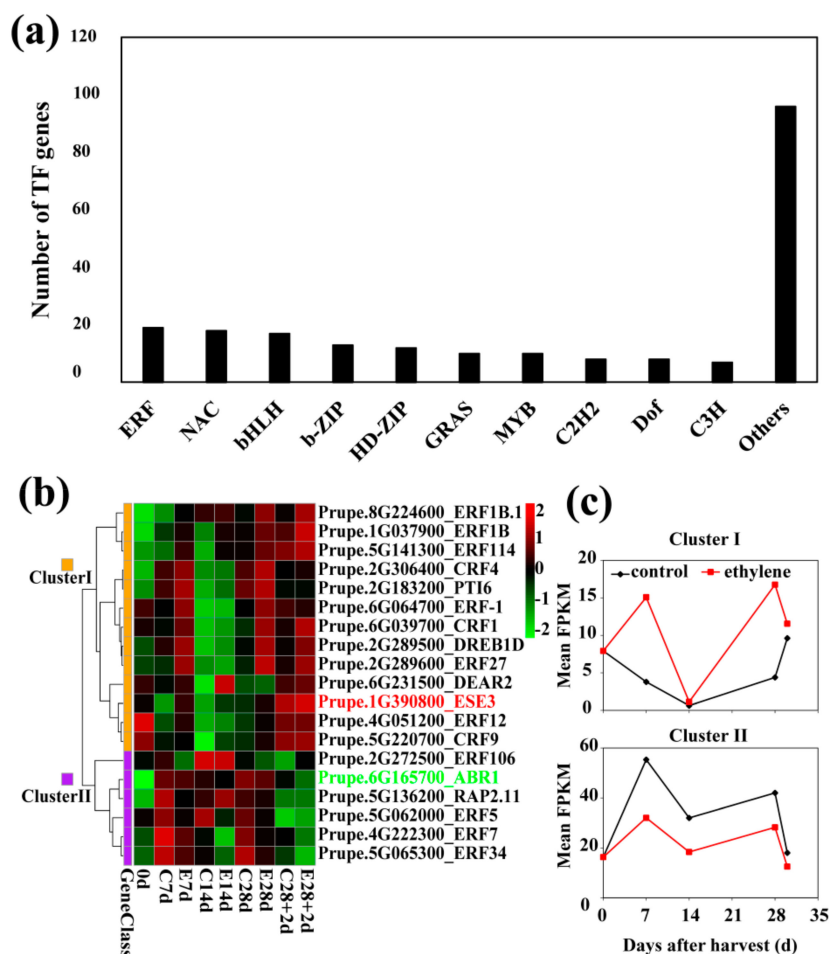 (a)
120
100
80
60
40
20
0
Number of TF genes
ERF
NAC
bHLH
b-ZIP
HD-ZIP
GRAS
MYB
C2H2
Dof
C3H
Others
(b)
ClusterI
ClusterII
Prupe.8G224600_ERF1B.1
Prupe.1G037900_ERF1B
Prupe.5G141300_ERF114
Prupe.2G306400_CRF4
Prupe.2G183200_PTI6
Prupe.6G064700_ERF-1
Prupe.6G039700_CRF1
Prupe.2G289500_DREB1D
Prupe.2G289600_ERF27
Prupe.6G231500_DEAR2
Prupe.1G390800_ESE3
Prupe.4G051200_ERF12
Prupe.5G220700_CRF9
Prupe.2G272500_ERF106
Prupe.6G165700_ABR1
Prupe.5G136200_RAP2.11
Prupe.5G062000_ERF5
Prupe.4G222300_ERF7
Prupe.5G065300_ERF34
2
1
0
-1
-2
GeneClass
0d
C7d
E7d
C14d
E14d
C28d
E28d
C28+2d
E28+2d
(c)
Cluster I
control
ethylene
20
15
10
5
0
Mean FPKM
Cluster II
60
40
20
0
Mean FPKM
0 7 14 21 28 35
Days after harvest (d)